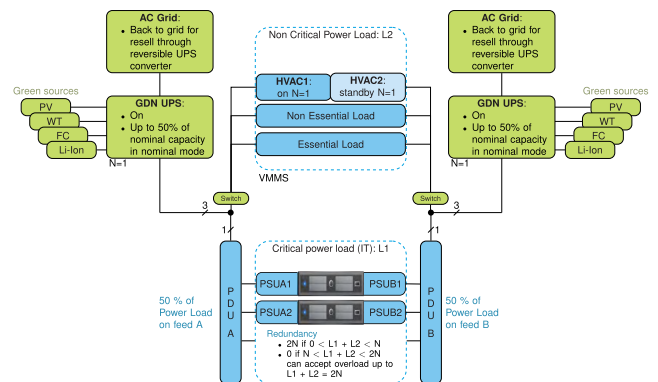 AC Grid:
• Back to grid for
resell through
reversible UPS
converter
Green sources
PV
WT
FC
Li-Ion
GDN UPS:
• On
• Up to 50% of
nominal capacity
in nominal mode
N=1
Non Critical Power Load: L2
HVAC1:
on N=1
HVAC2:
standby N=1
Non Essential Load
Essential Load
VMMS
AC Grid:
• Back to grid for
resell through
reversible UPS
converter
Green sources
GDN UPS:
• On
• Up to 50% of
nominal capacity
in nominal mode
N=1
PV
WT
FC
Li-Ion
Switch
Switch
3
3
1
1
Critical power load (IT): L1
PDU A
PSUA1
PSUB1
PSUA2
PSUB2
PDU B
50 % of
Power Load
on feed A
50 % of
Power Load
on feed B
Redundancy
• 2N if 0 < L1 + L2 < N
• 0 if N < L1 + L2 < 2N
can accept overload up to
L1 + L2 = 2N